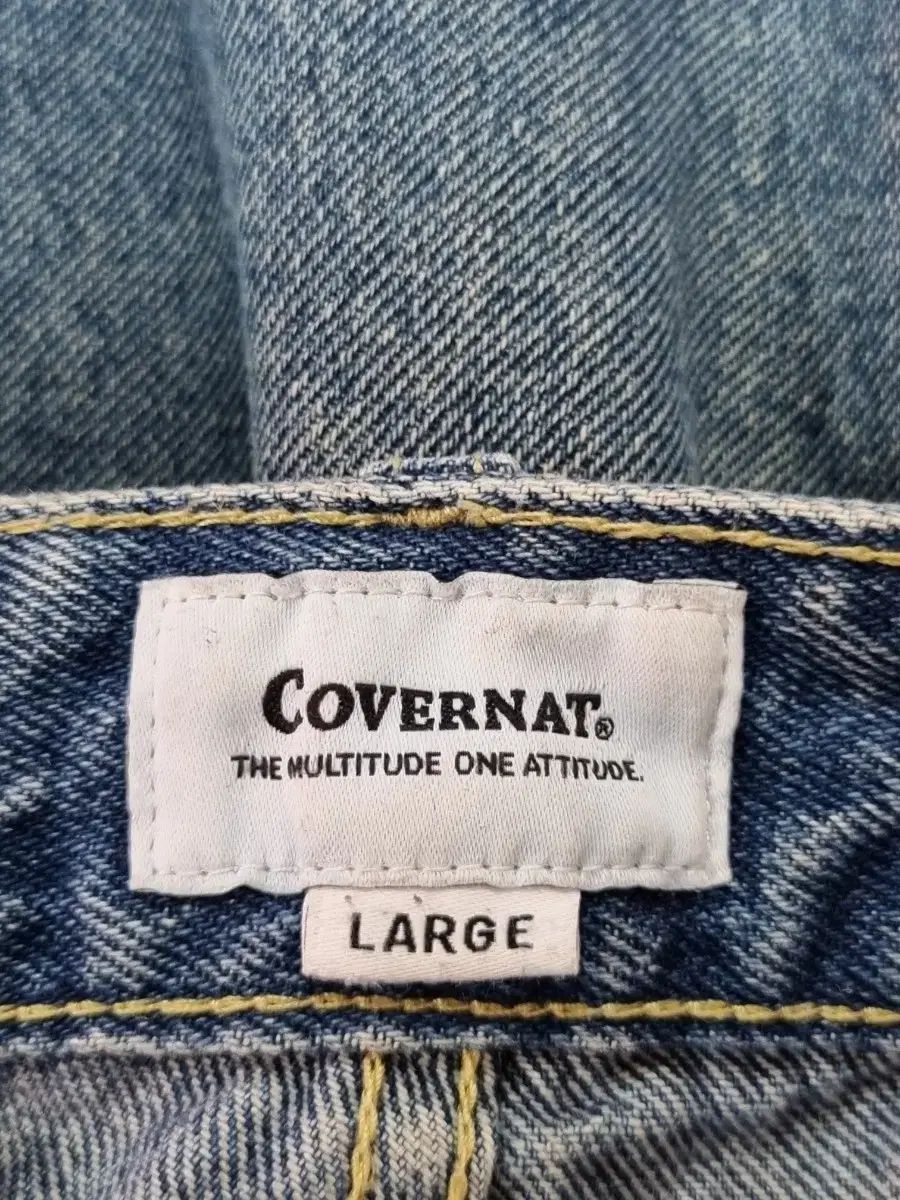 COVERNAT®
THE MULTITUDE ONE ATTITUDE.
LARGE